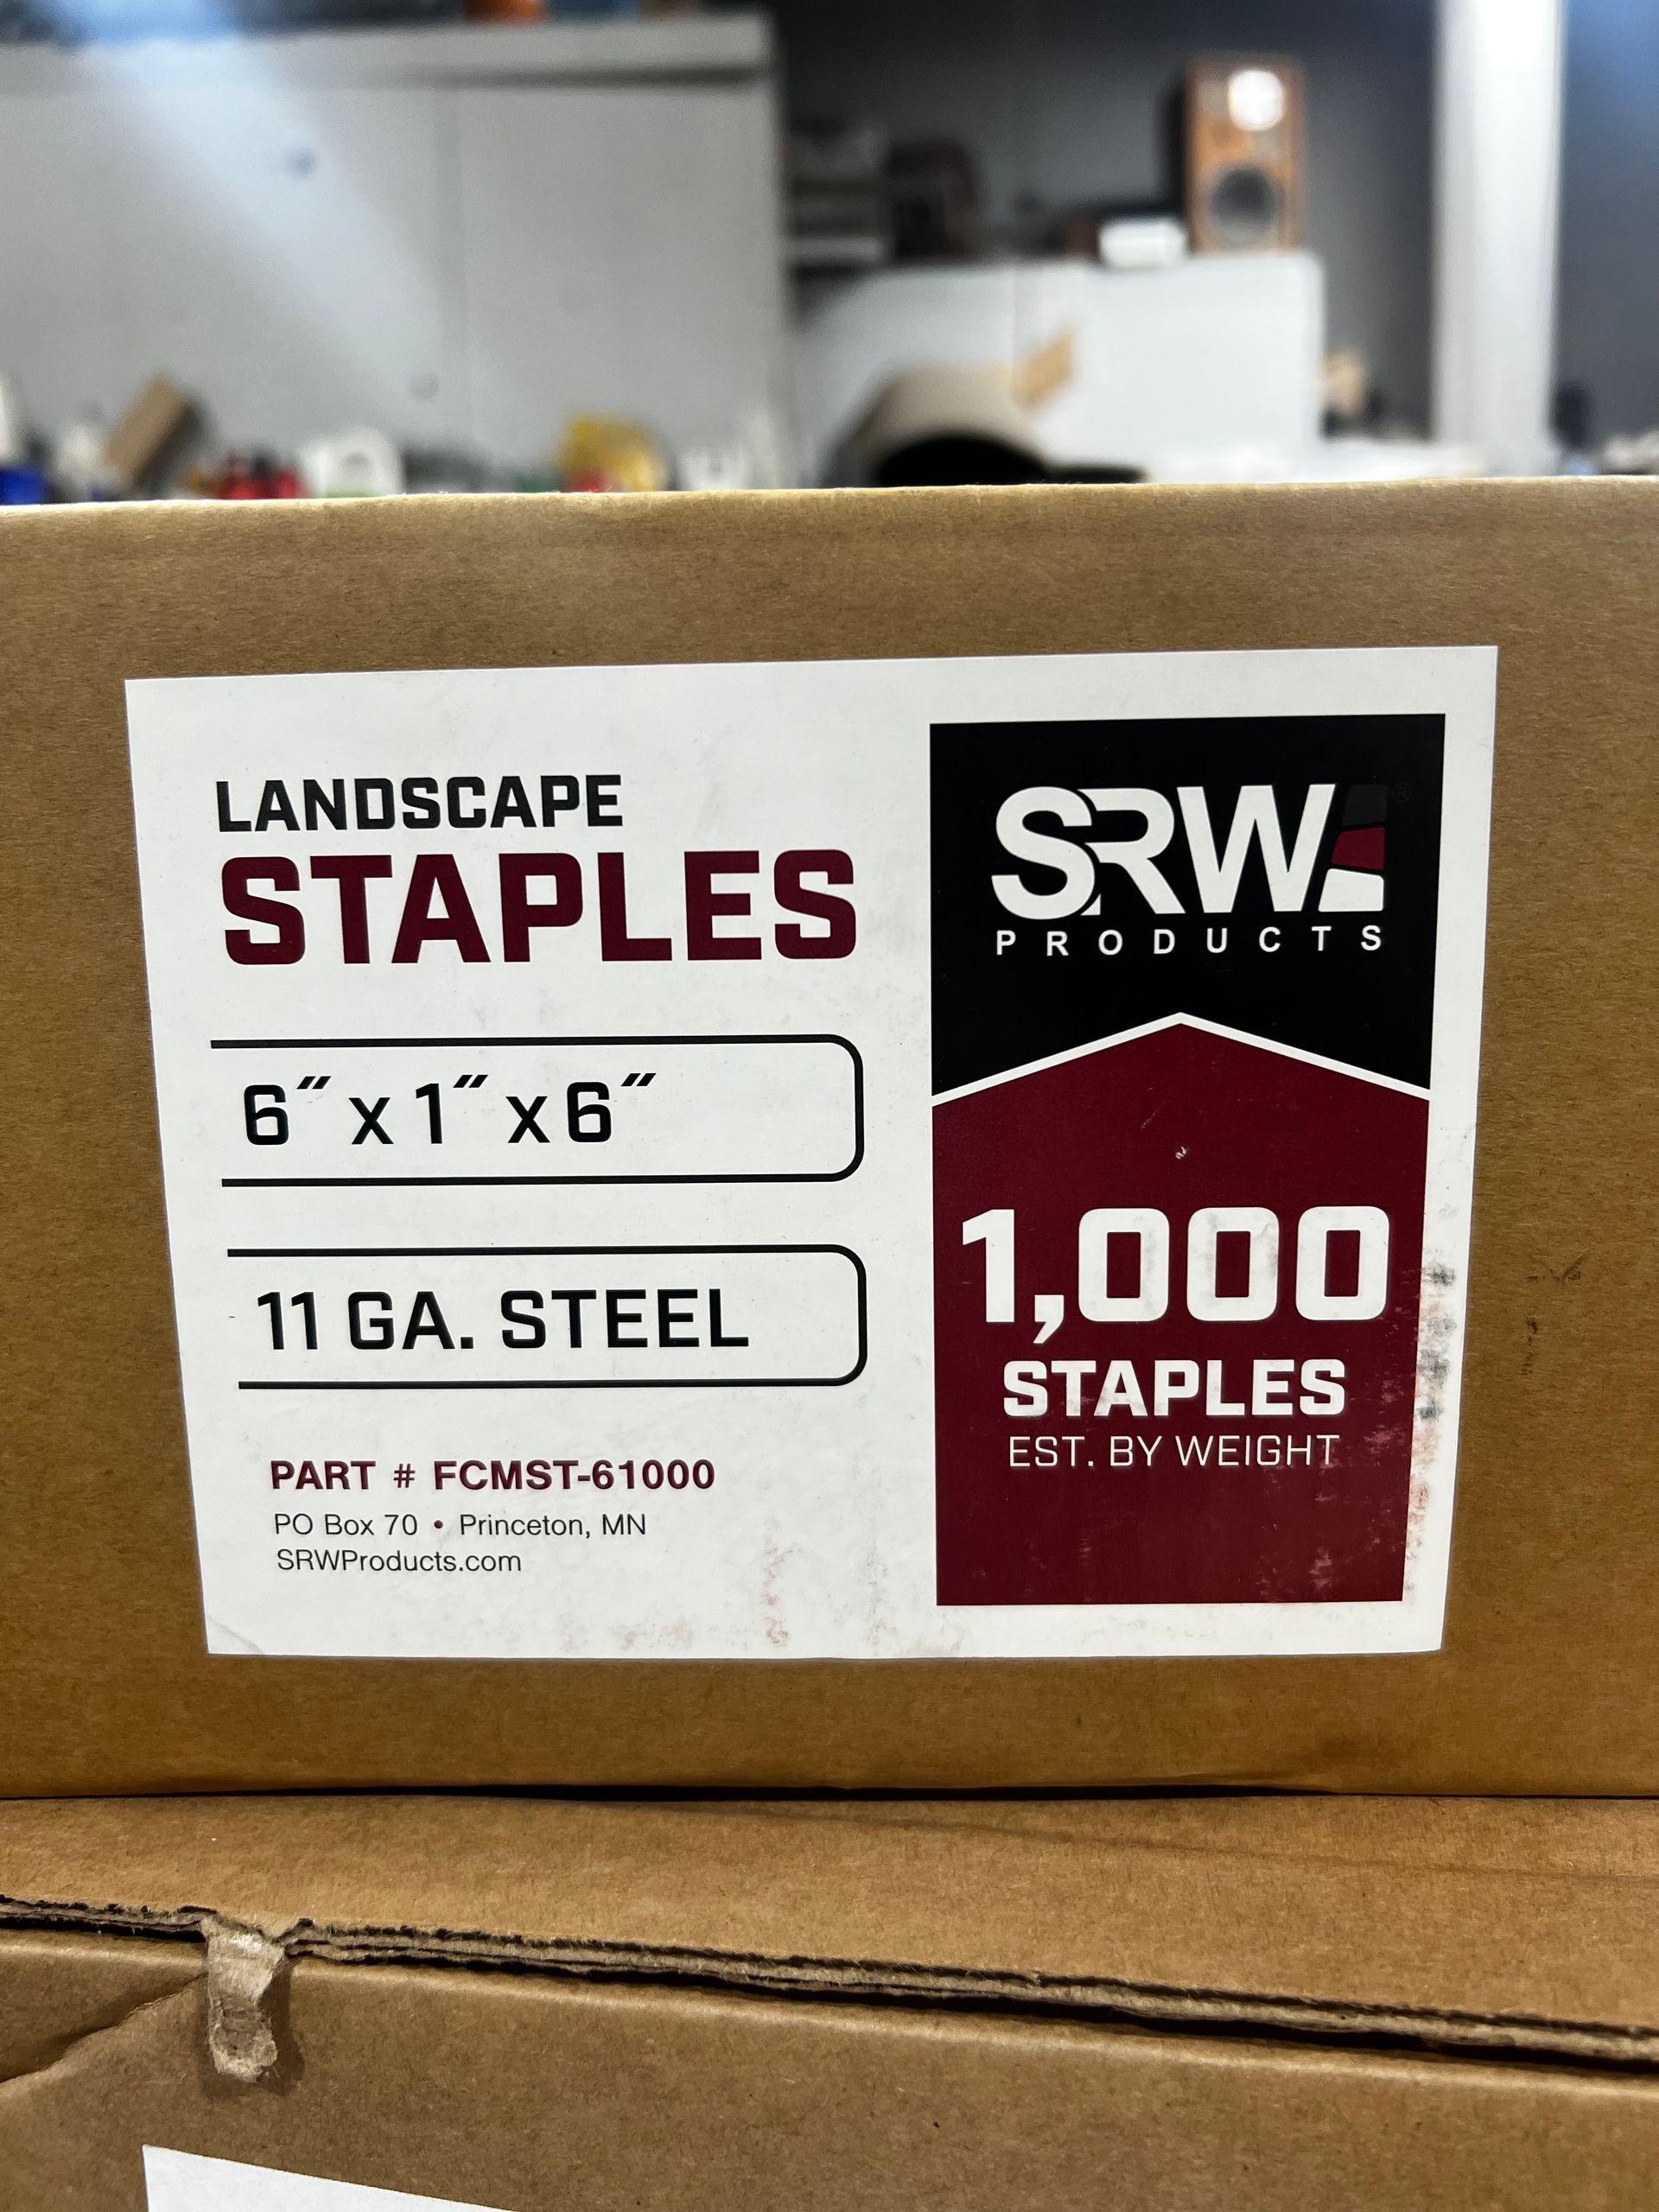 LANDSCAPE
STAPLES
6" x 1" x 6"
11 GA. STEEL
PART # FCMST-61000
PO Box 70 • Princeton, MN
SRWProducts.com
SRW
PRODUCTS
1,000
STAPLES
EST. BY WEIGHT